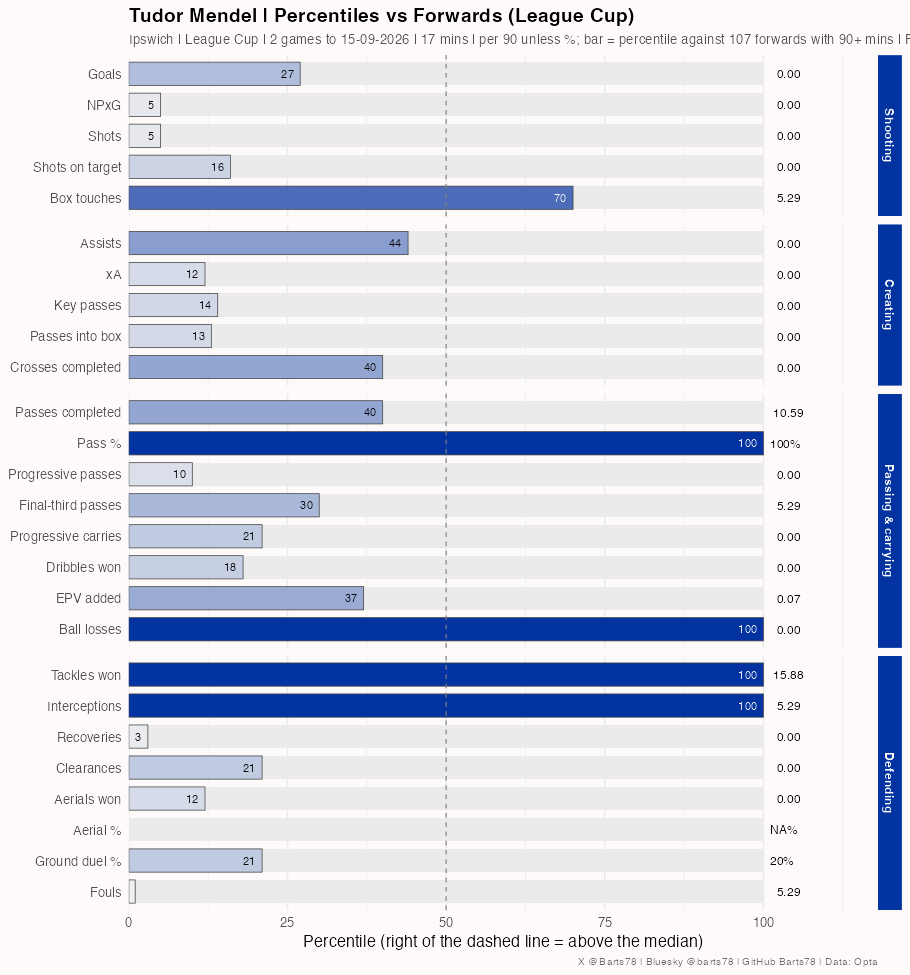 Tudor Mendel | Percentiles vs Forwards (League Cup)
Ipswich | League Cup | 2 games to 15-09-2026 | 17 mins | per 90 unless %; bar = percentile against 107 forwards with 90+ mins | F
Goals 27 0.00
NPxG 5 0.00
Shots 5 0.00
Shots on target 16 0.00
Box touches 70 5.29
Shooting
Assists 44 0.00
xA 12 0.00
Key passes 14 0.00
Passes into box 13 0.00
Crosses completed 40 0.00
Creating
Passes completed 40 10.59
Pass % 100 100%
Progressive passes 10 0.00
Final-third passes 30 5.29
Progressive carries 21 0.00
Dribbles won 18 0.00
EPV added 37 0.07
Ball losses 100 0.00
Passing & carrying
Tackles won 100 15.88
Interceptions 100 5.29
Recoveries 3 0.00
Clearances 21 0.00
Aerials won 12 0.00
Aerial % NA%
Ground duel % 21 20%
Fouls 5.29
Defending
0 25 50 75 100
Percentile (right of the dashed line = above the median)
X @Barts78 | Bluesky @barts78 | GitHub Barts78 | Data: Opta